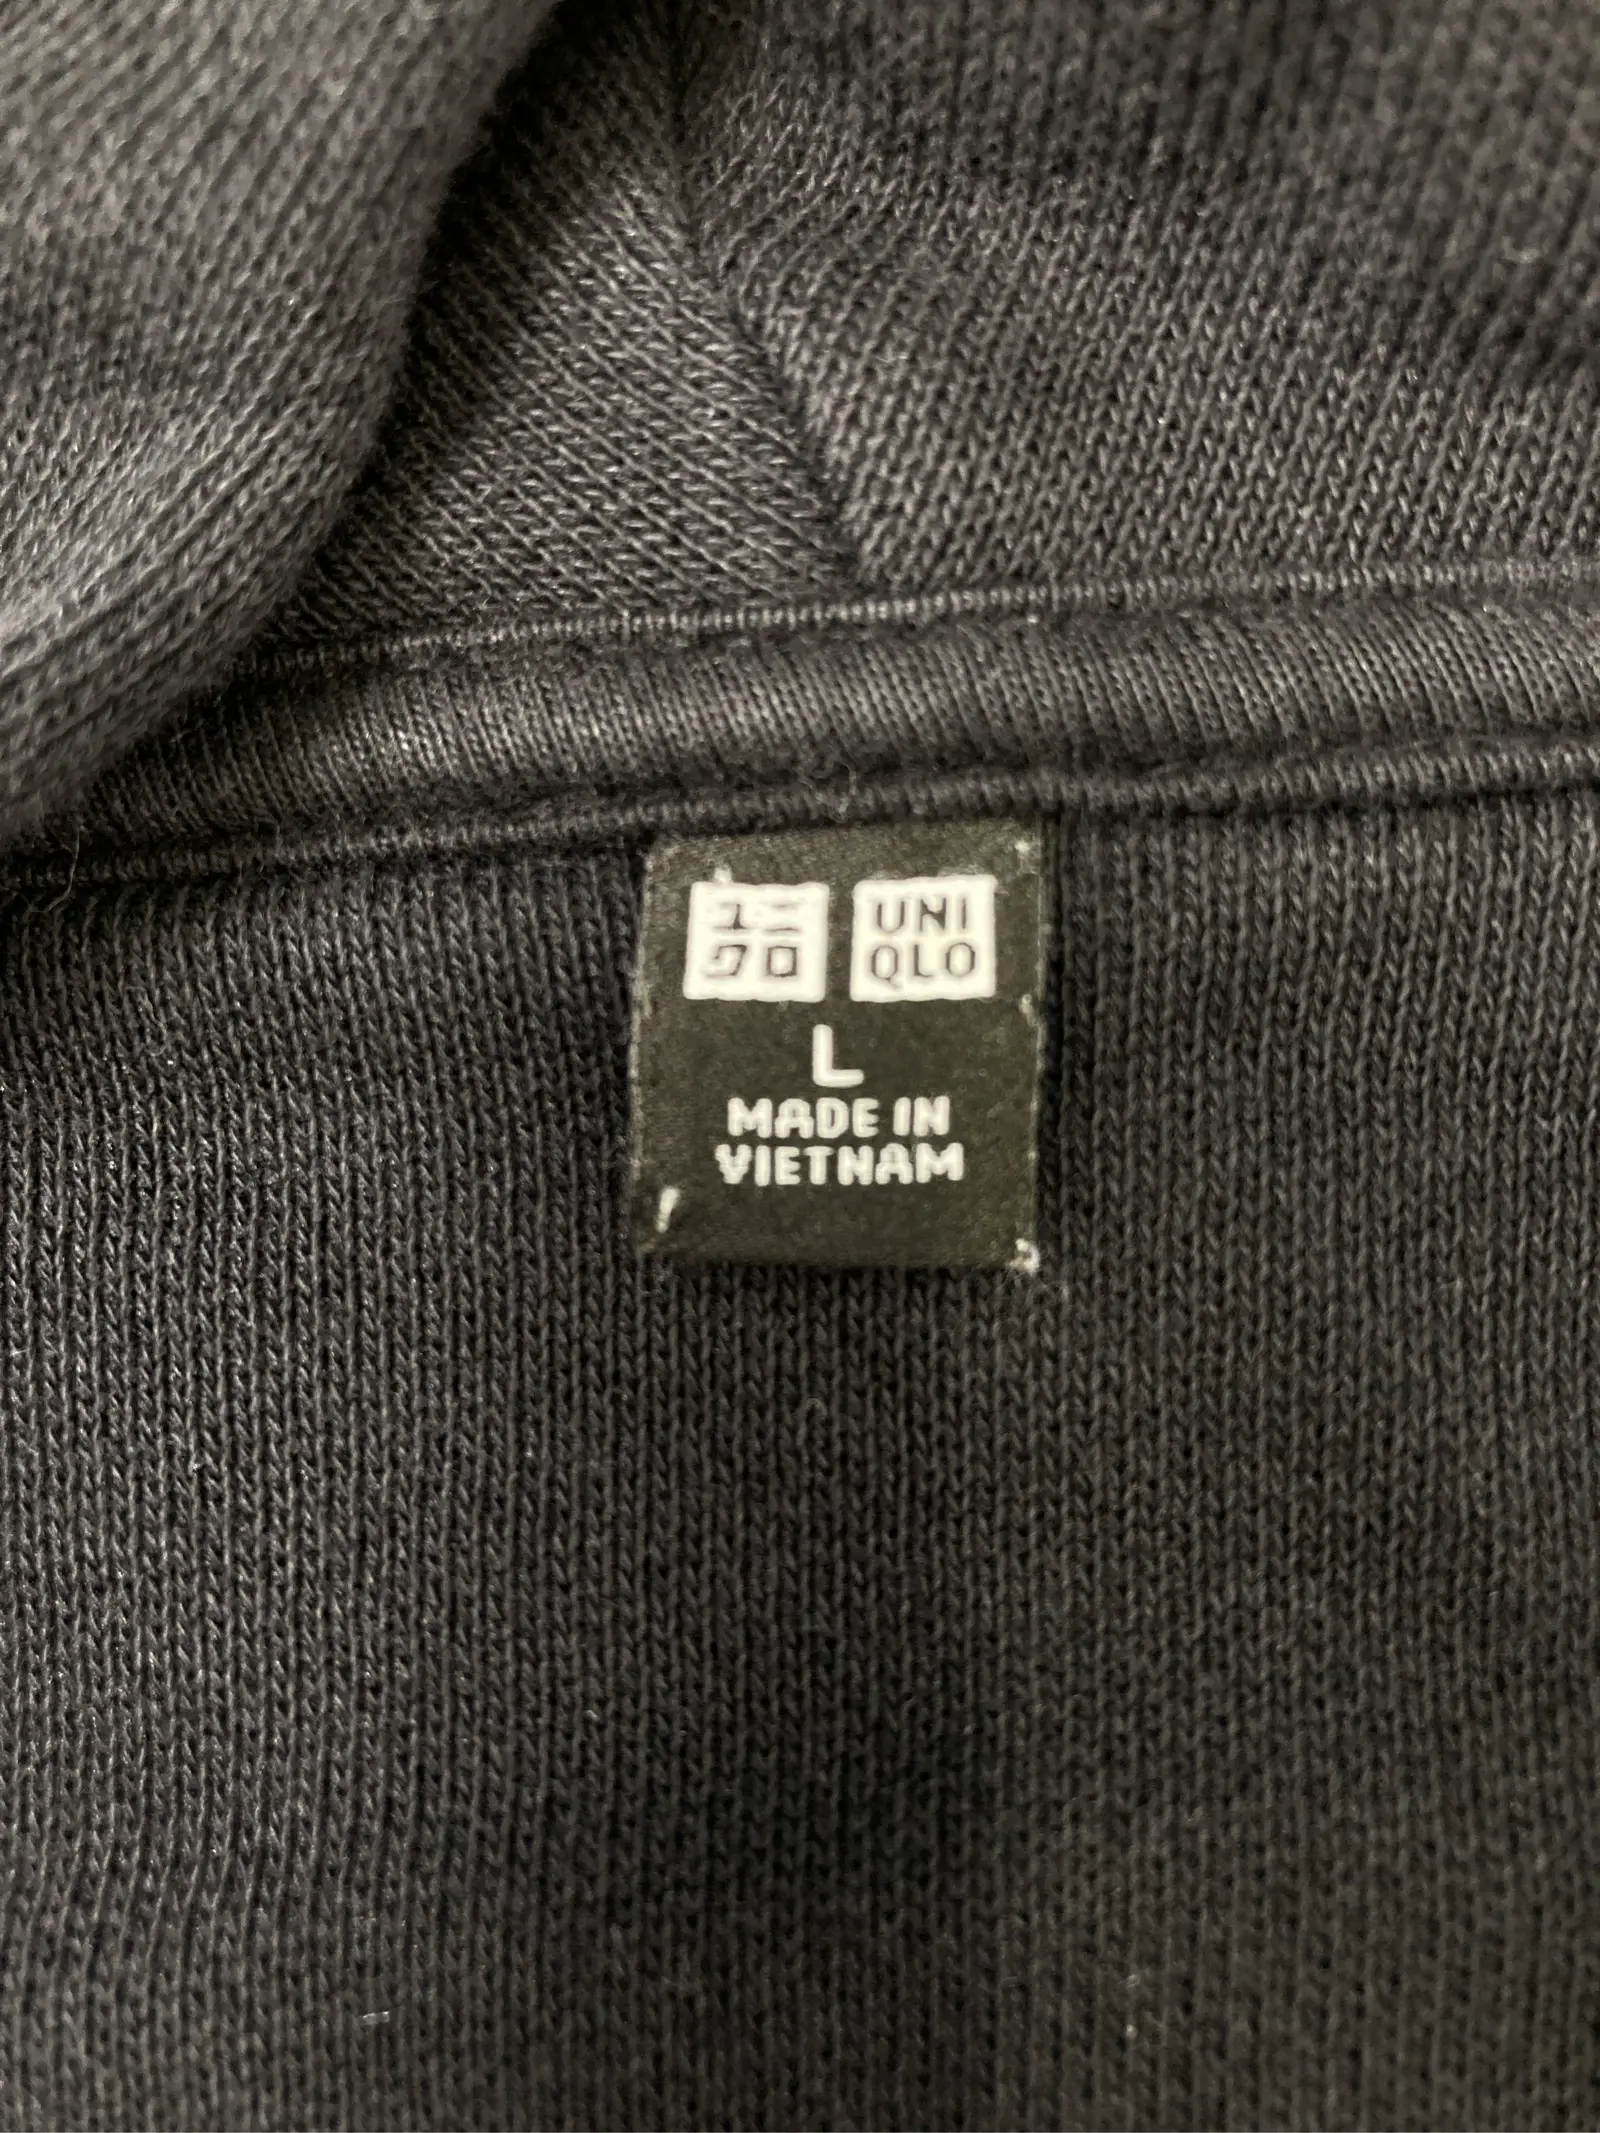 ユニ UNI
クロ QLO
L
MADE IN
VIETNAM